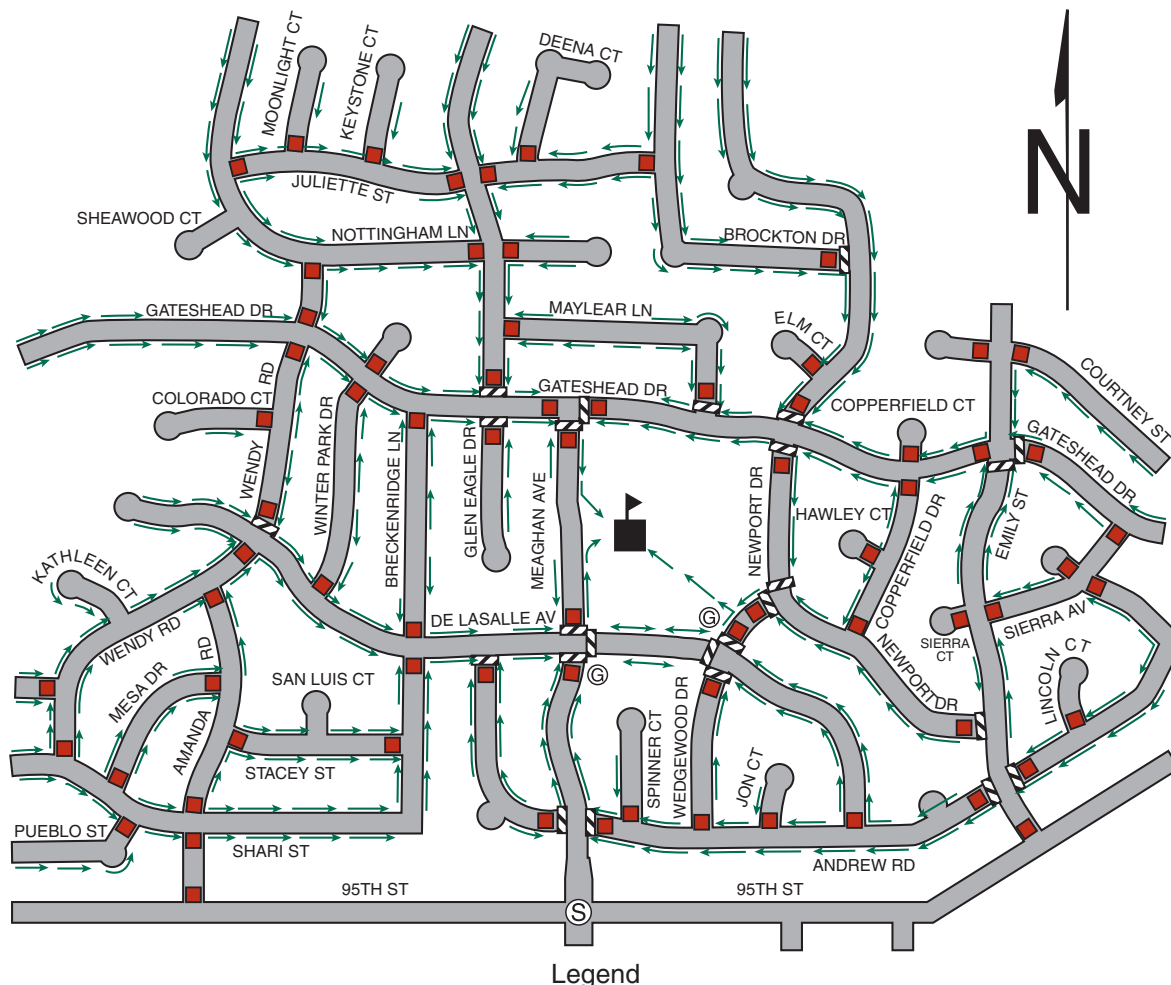 MOONLIGHT CT
KEYSTONE CT
DEENA CT
N
JULIETTE ST
SHEAWOOD CT
NOTTINGHAM LN
BROCKTON DR
GATESHEAD DR
MAYLEAR LN
ELM CT
COURTNEY ST
COLORADO CT
WENDY RD
WINTER PARK DR
BRECKENRIDGE LN
GLEN EAGLE DR
GATESHEAD DR
MEAGHAN AVE
COPPERFIELD CT
GATESHEAD DR
NEWPORT DR
HAWLEY CT
COPPERFIELD DR
EMILY ST
KATHLEEN CT
WENDY RD
DE LASALLE AV
G
G
NEWPORT DR
SIERRA CT
SIERRA AV
LINCOLN CT
MESA DR
AMANDA RD
SAN LUIS CT
STACEY ST
SPINNER CT
WEDGEWOOD DR
JON CT
PUEBLO ST
SHARI ST
ANDREW RD
95TH ST
S
95TH ST
Legend